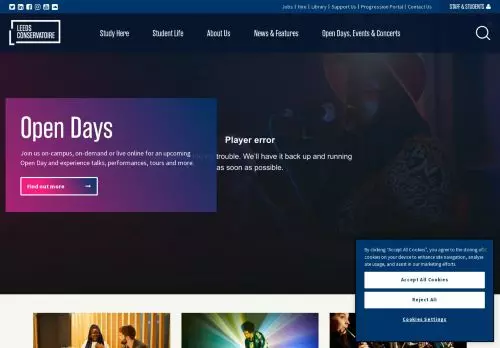 Jobs | Hire | Library | Support Us | Progression Portal | Contact Us
STAFF & STUDENTS
LEEDS
CONSERVATOIRE
Study Here
Student Life
About Us
News & Features
Open Days, Events & Concerts
Open Days
Join us on-campus, on-demand or live online for an upcoming
Open Day and experience talks, performances, tours and more.
Find out more
Player error
trouble. We'll have it back up and running
as soon as possible.
By clicking "Accept All Cookies", you agree to the storing of
cookies on your device to enhance site navigation, analyse
site usage, and assist in our marketing efforts.
Accept All Cookies
Reject All
Cookies Settings